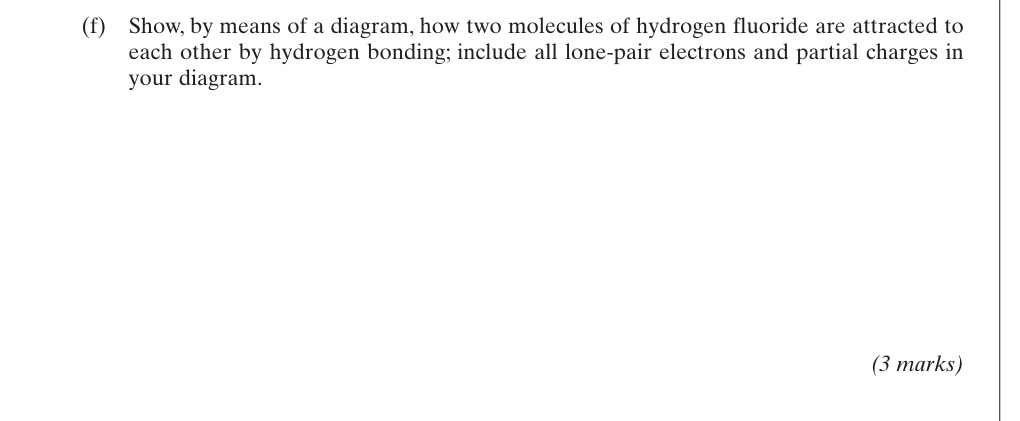 (f) Show, by means of a diagram, how two molecules of hydrogen fluoride are attracted to
each other by hydrogen bonding; include all lone-pair electrons and partial charges in
your diagram.
(3 marks)